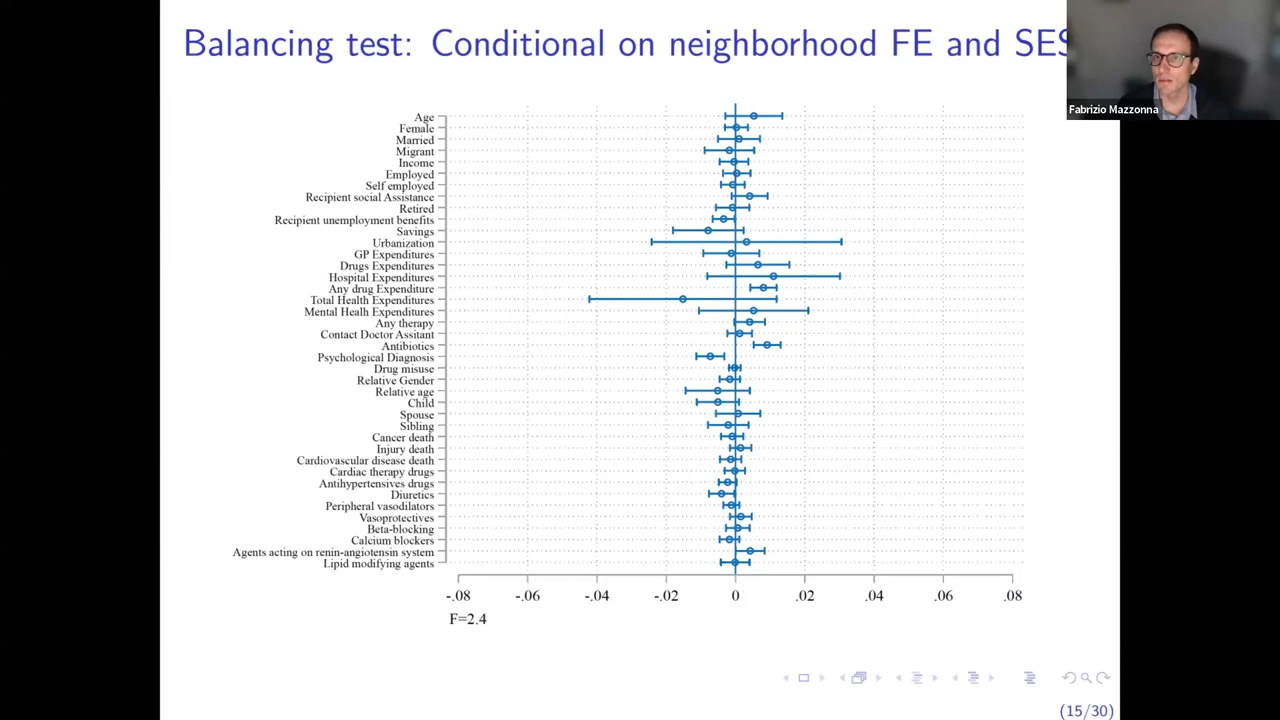 Balancing test: Conditional on neighborhood FE and SES
Fabrizio Mazzonna
Age
Female
Married
Migrant
Income
Employed
Self employed
Recipient social Assistance
Retired
Recipient unemployment benefits
Savings
Urbanization
GP Expenditures
Drugs Expenditures
Hospital Expenditures
Any drug Expenditure
Total Health Expenditures
Mental Healh Expenditures
Any therapy
Contact Doctor Assitant
Antibiotics
Psychological Diagnosis
Drug misuse
Relative Gender
Relative age
Child
Spouse
Sibling
Cancer death
Injury death
Cardiovascular disease death
Cardiac therapy drugs
Antihypertensives drugs
Diuretics
Peripheral vasodilators
Vasoprotectives
Beta-blocking
Calcium blockers
Agents acting on renin-angiotensin system
Lipid modifying agents
-.08 -.06 -.04 -.02 0 .02 .04 .06 .08
F=2.4
(15/30)